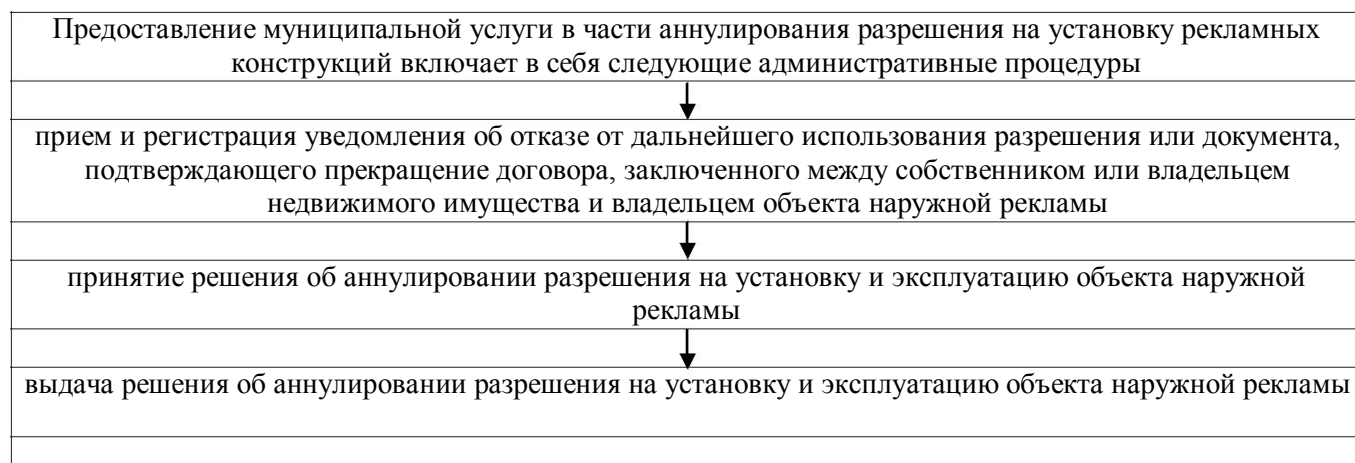 Предоставление муниципальной услуги в части аннулирования разрешения на установку рекламных
конструкций включает в себя следующие административные процедуры
прием и регистрация уведомления об отказе от дальнейшего использования разрешения или документа,
подтверждающего прекращение договора, заключенного между собственником или владельцем
недвижимого имущества и владельцем объекта наружной рекламы
принятие решения об аннулировании разрешения на установку и эксплуатацию объекта наружной
рекламы
выдача решения об аннулировании разрешения на установку и эксплуатацию объекта наружной рекламы